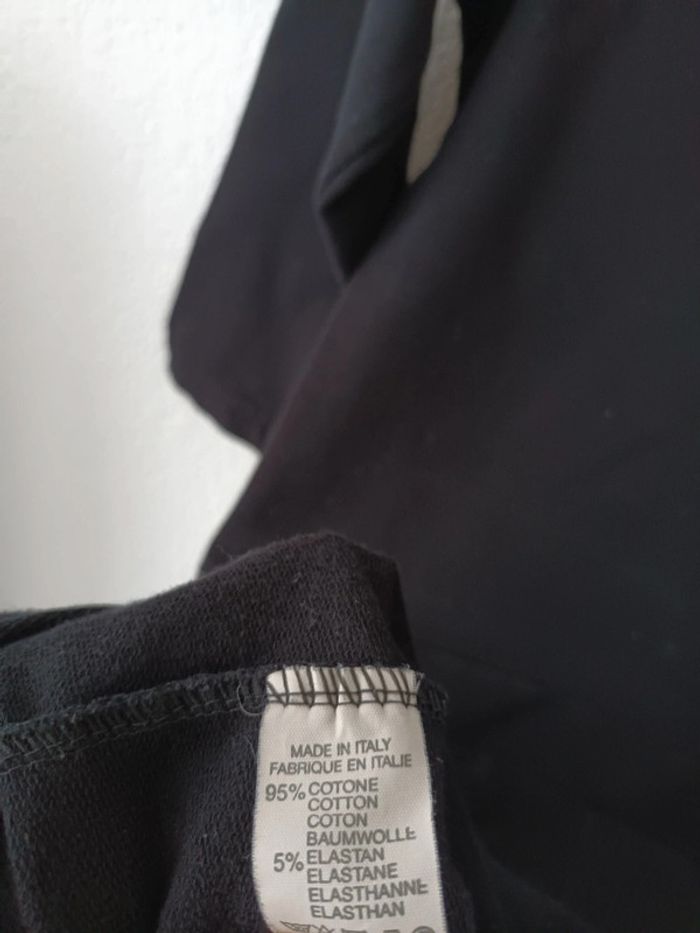 MADE IN ITALY
FABRIQUE EN ITALIE
95% COTONE
COTTON
COTON
BAUMWOLLE
5% ELASTAN
ELASTANE
ELASTHANNE
ELASTHAN